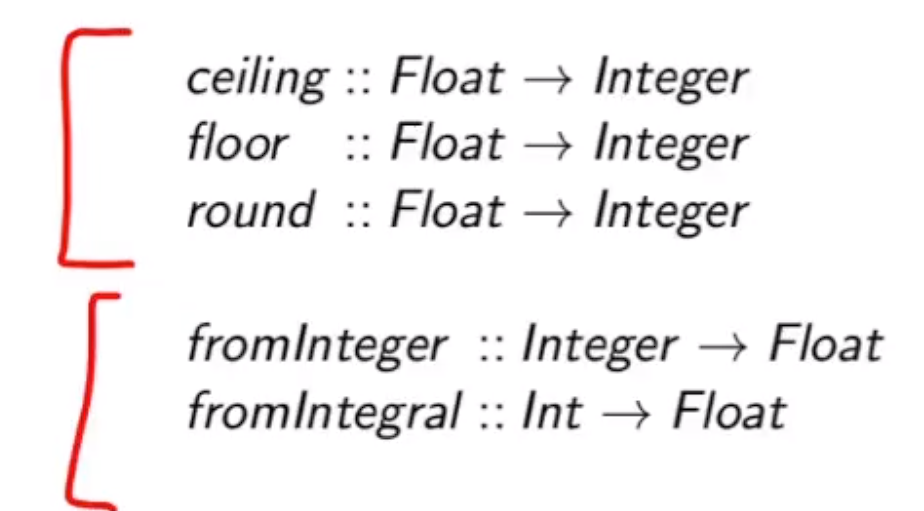 ceiling :: Float → Integer
floor :: Float → Integer
round :: Float → Integer
fromInteger :: Integer → Float
fromIntegral :: Int → Float